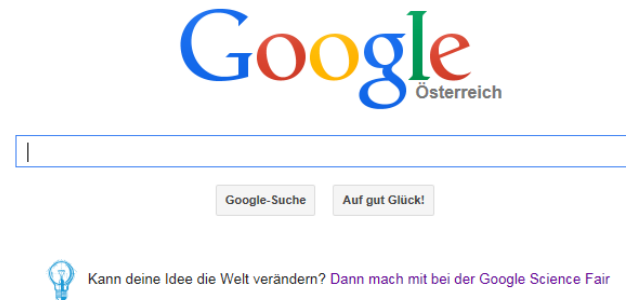 Google
Österreich
Google-Suche
Auf gut Glück!
Kann deine Idee die Welt verändern? Dann mach mit bei der Google Science Fair